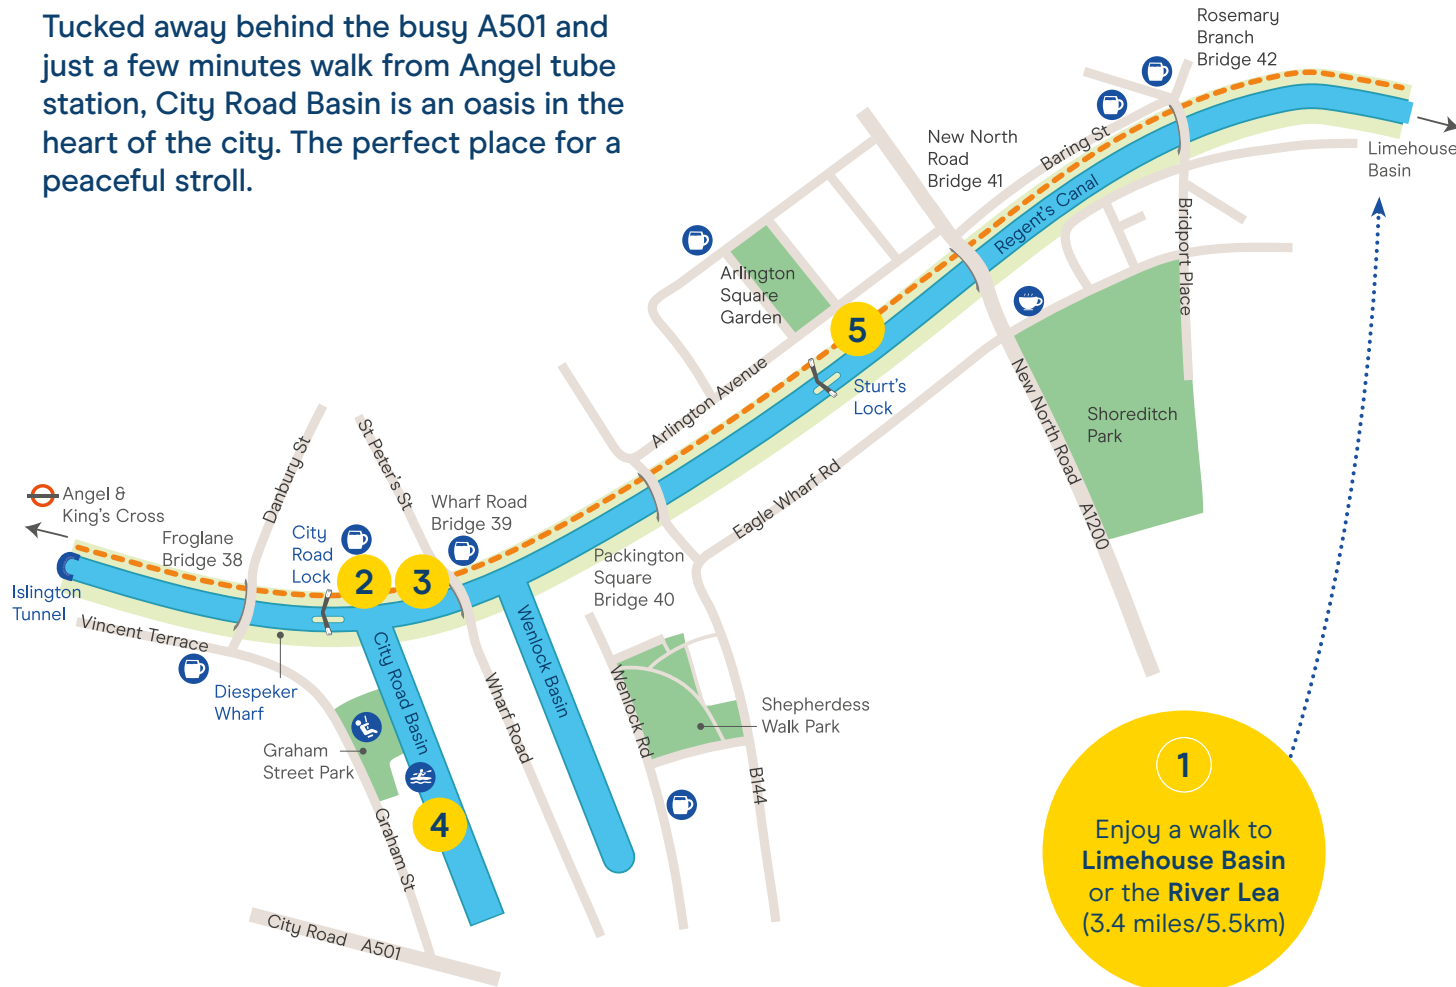 Tucked away behind the busy A501 and
just a few minutes walk from Angel tube
station, City Road Basin is an oasis in the
heart of the city. The perfect place for a
peaceful stroll.
Rosemary
Branch
Bridge 42
New North
Road
Bridge 41
Baring St
Limehouse
Basin
Regent's Canal
Bridport Place
Arlington
Square
Garden
5
Sturt's
Lock
Arlington Avenue
New North Road
A1200
Shoreditch
Park
Eagle Wharf Rd
Angel &
King's Cross
Danbury St
St Peter's St
Wharf Road
Bridge 39
Froglane
Bridge 38
City
Road
Lock
2
3
Packington
Square
Bridge 40
Islington
Tunnel
Vincent Terrace
Diespeker
Wharf
City Road Basin
Wenlock Basin
Wharf Road
Wenlock Rd
Shepherdess
Walk Park
B144
Graham
Street Park
4
Graham St
City Road A501
1
Enjoy a walk to
Limehouse Basin
or the River Lea
(3.4 miles/5.5km)